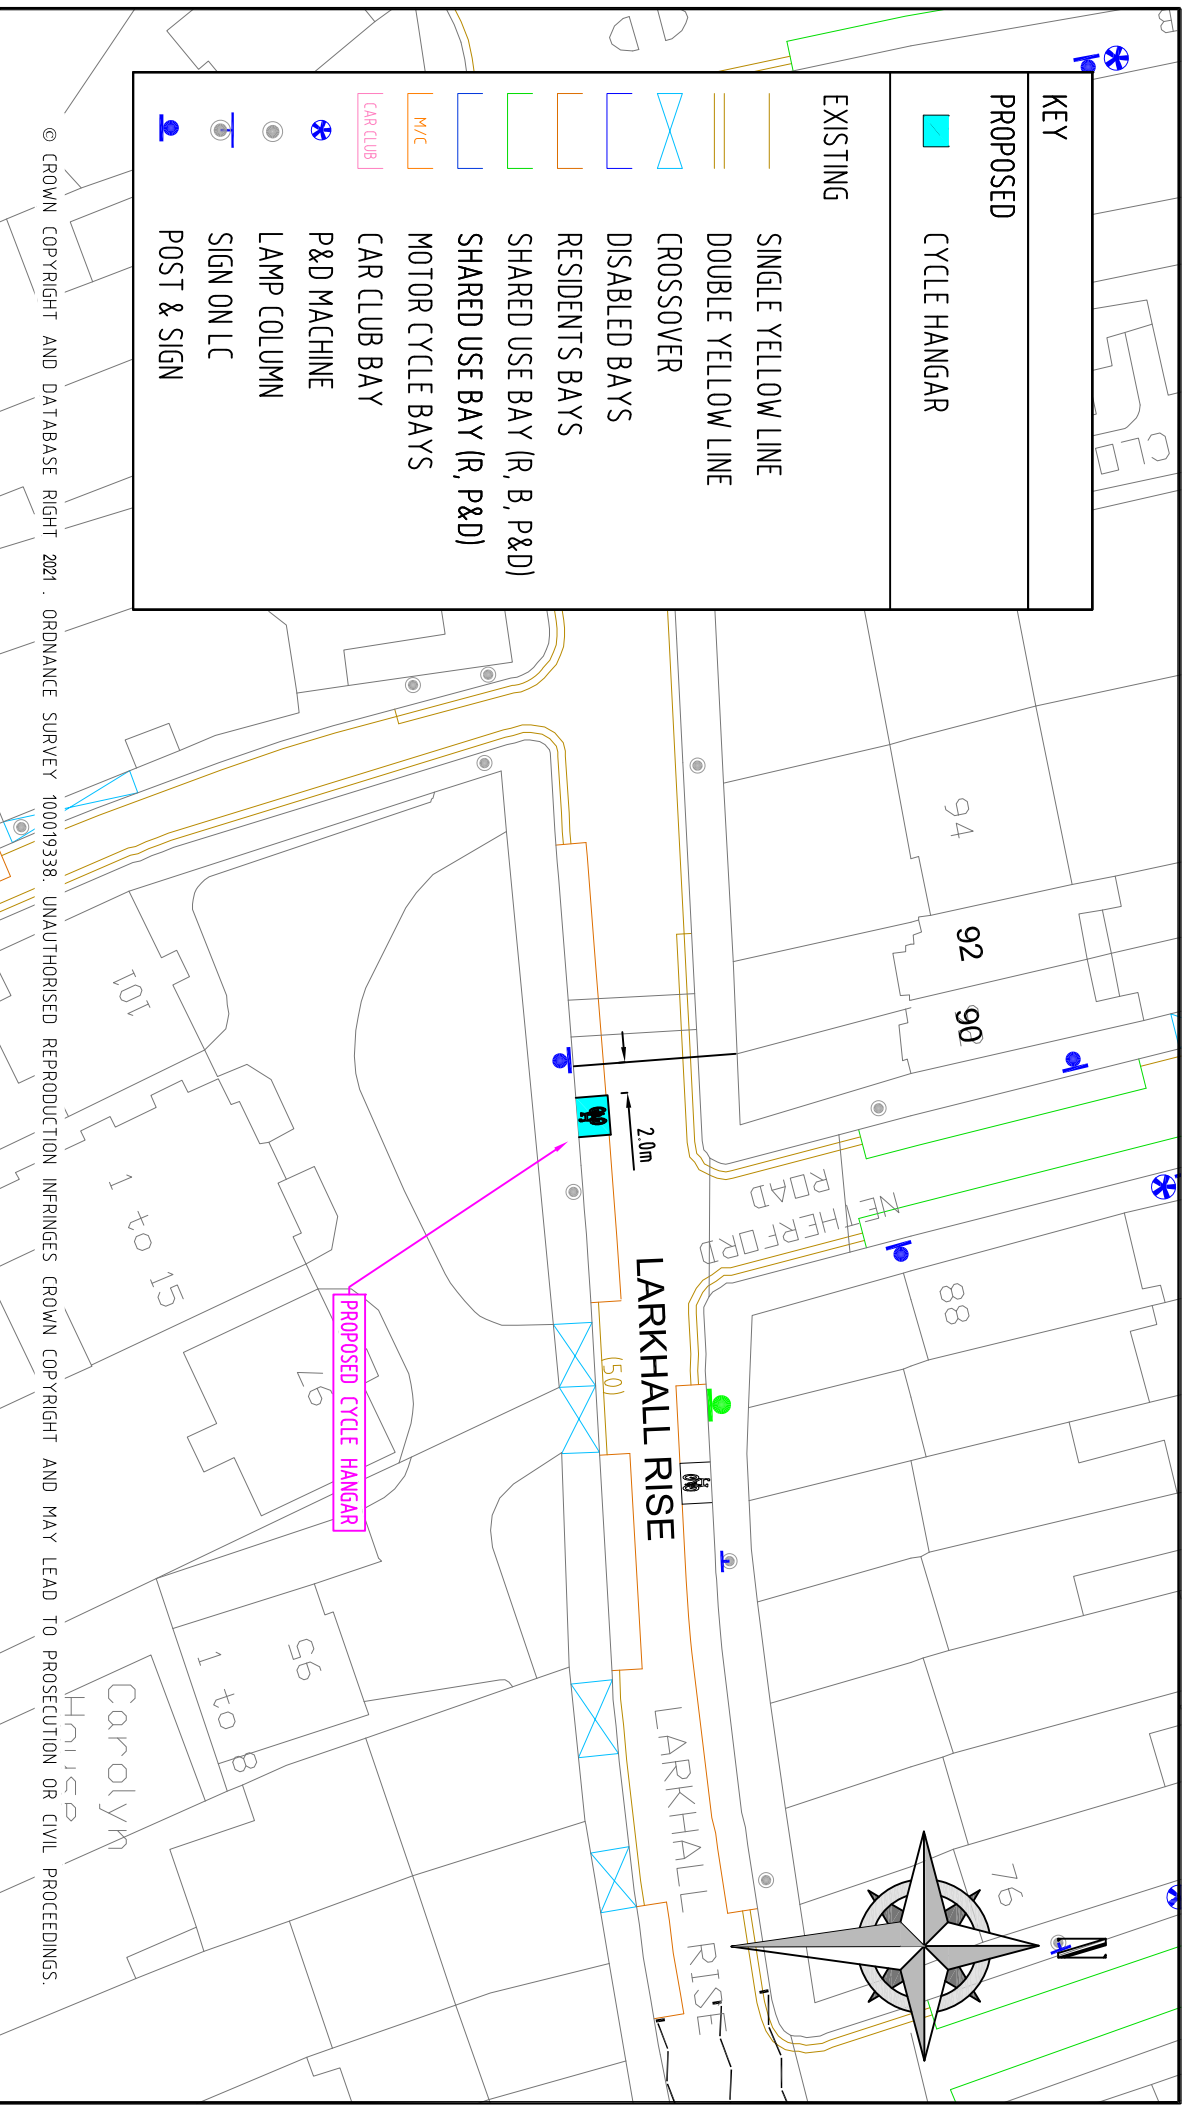 KEY
PROPOSED
CYCLE HANGAR
EXISTING
SINGLE YELLOW LINE
DOUBLE YELLOW LINE
CROSSOVER
DISABLED BAYS
RESIDENTS BAYS
SHARED USE BAY (R, B, P&D)
SHARED USE BAY (R, P&D)
M/C
MOTOR CYCLE BAYS
CAR CLUB
CAR CLUB BAY
P&D MACHINE
LAMP COLUMN
SIGN ON LC
POST & SIGN
94
92
90
88
76
N
NETHERFORD
ROAD
2.0m
LARKHALL RISE
(50)
LARKHALL RISE
PROPOSED CYCLE HANGAR
101
1 to 15
97
95
1 to 8
Carolyn
House
© CROWN COPYRIGHT AND DATABASE RIGHT 2021 . ORDNANCE SURVEY 100019338. UNAUTHORISED REPRODUCTION INFRINGES CROWN COPYRIGHT AND MAY LEAD TO PROSECUTION OR CIVIL PROCEEDINGS.